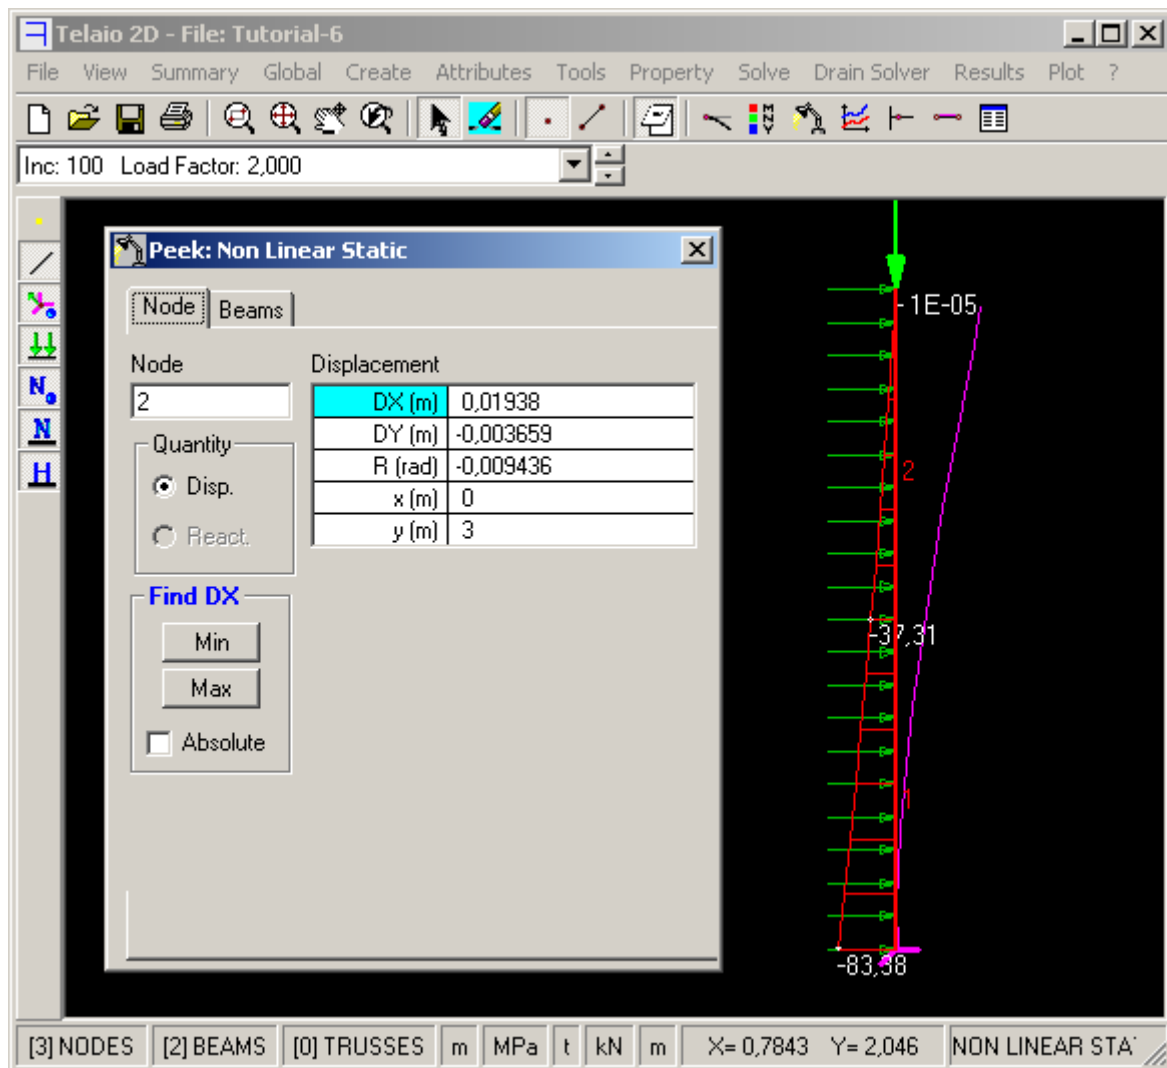 Telaio 2D - File: Tutorial-6
File View Summary Global Create Attributes Tools Property Solve Drain Solver Results Plot ?
Inc: 100 Load Factor: 2,000
Peek: Non Linear Static
Node Beams
Node
2
Quantity
Disp.
React.
Find DX
Min
Max
Absolute
Displacement
DX (m) 0,01938
DY (m) -0,003659
R (rad) -0,009436
x (m) 0
y (m) 3
N
N
H
-1E-05
2
-37,31
1
-83,98
[3] NODES [2] BEAMS [0] TRUSSES m MPa t kN m X= 0,7843 Y= 2,046 NON LINEAR STA